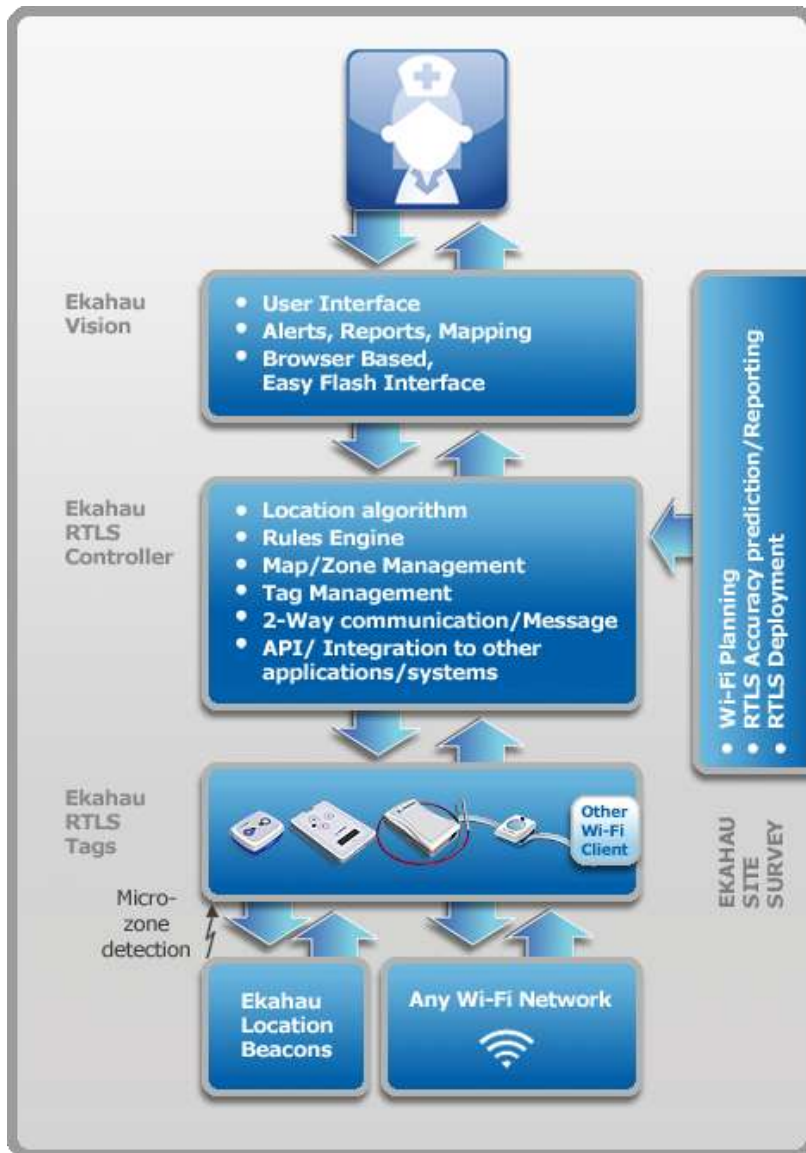 Ekahau
Vision
• User Interface
• Alerts, Reports, Mapping
• Browser Based,
Easy Flash Interface
Ekahau
RTLS
Controller
• Location algorithm
• Rules Engine
• Map/Zone Management
• Tag Management
• 2-Way communication/Message
• API/ Integration to other
applications/systems
• Wi-Fi Planning
• RTLS Accuracy prediction/Reporting
• RTLS Deployment
EKAHAU
SITE
SURVEY
Ekahau
RTLS
Tags
Other
Wi-Fi
Client
Micro-
zone
detection
Ekahau
Location
Beacons
Any Wi-Fi Network